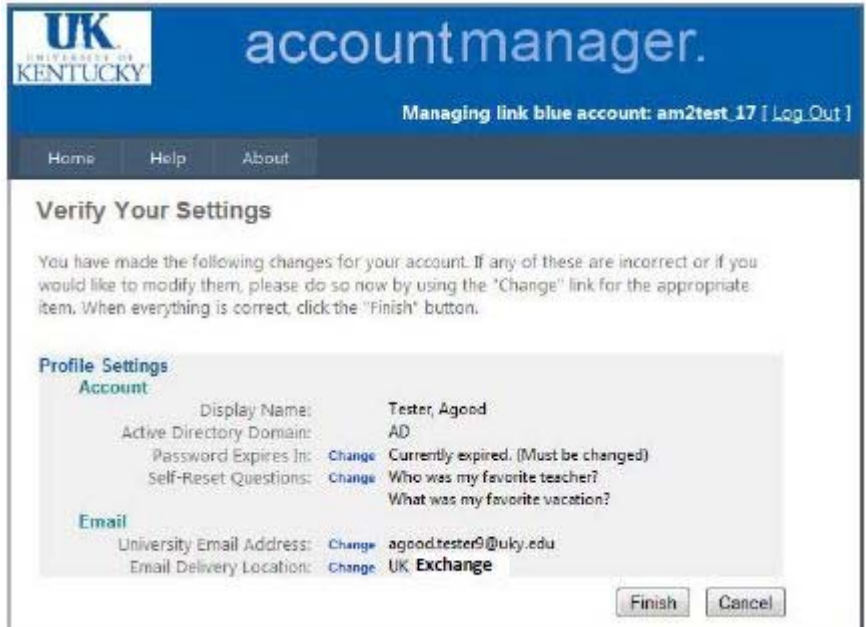 UK
UNIVERSITY OF
KENTUCKY
accountmanager.
Managing link blue account: am2test_17 [ Log Out ]
Home Help About
Verify Your Settings
You have made the following changes for your account. If any of these are incorrect or if you
would like to modify them, please do so now by using the "Change" link for the appropriate
item. When everything is correct, click the "Finish" button.
Profile Settings
Account
Display Name: Tester, Agood
Active Directory Domain: AD
Password Expires In: Change Currently expired. (Must be changed)
Self-Reset Questions: Change Who was my favorite teacher?
What was my favorite vacation?
Email
University Email Address: Change agood.tester9@uky.edu
Email Delivery Location: Change UK Exchange
Finish Cancel